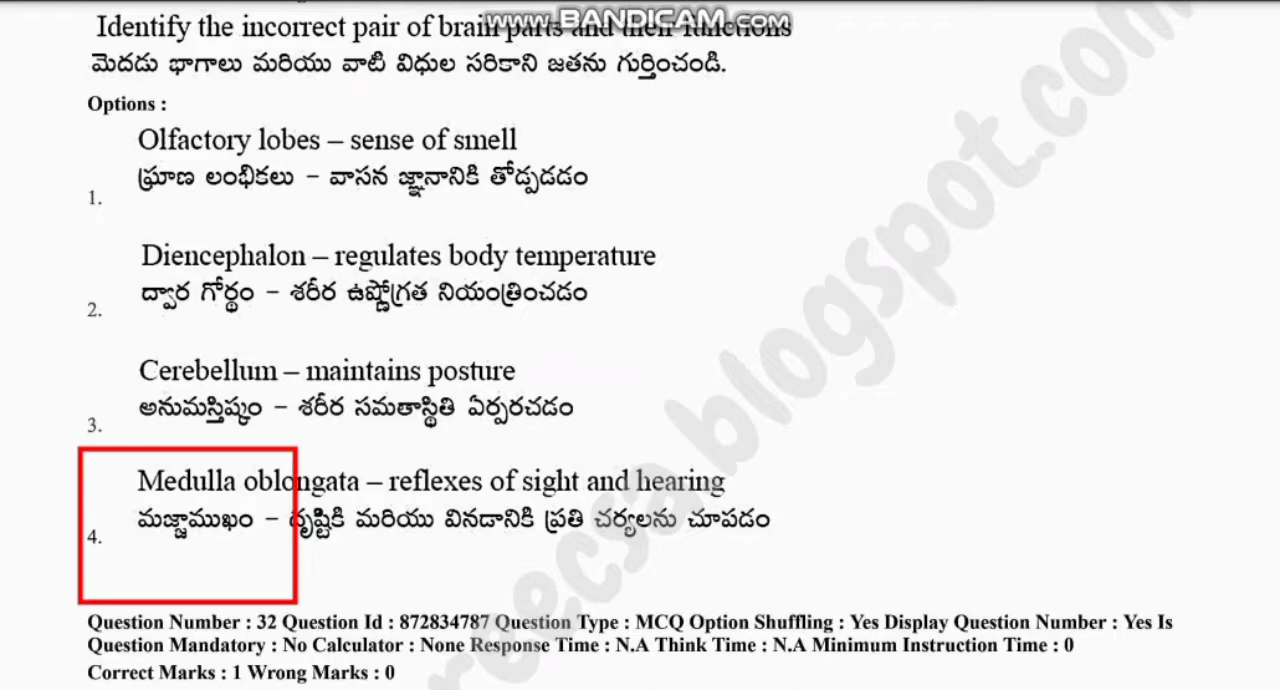 www.BANDICAM.com
Identify the incorrect pair of brain parts and their functions
మెదడు భాగాలు మరియు వాటి విధుల సరికాని జతను గుర్తించండి.
Options :
Olfactory lobes – sense of smell
ఘ్రాణ లంభికలు – వాసన జ్ఞానానికి తోడ్పడడం
1.
Diencephalon – regulates body temperature
ద్వార గోర్ధం – శరీర ఉష్ణోగ్రత నియంత్రించడం
2.
Cerebellum – maintains posture
అనుమస్తిష్కం – శరీర సమతాస్థితి ఏర్పరచడం
3.
Medulla oblongata – reflexes of sight and hearing
మజ్జాముఖం – దృష్టికి మరియు వినడానికి ప్రతి చర్యలను చూపడం
4.
Question Number : 32 Question Id : 872834787 Question Type : MCQ Option Shuffling : Yes Display Question Number : Yes Is
Question Mandatory : No Calculator : None Response Time : N.A Think Time : N.A Minimum Instruction Time : 0
Correct Marks : 1 Wrong Marks : 0
reecsa.blogspot.com